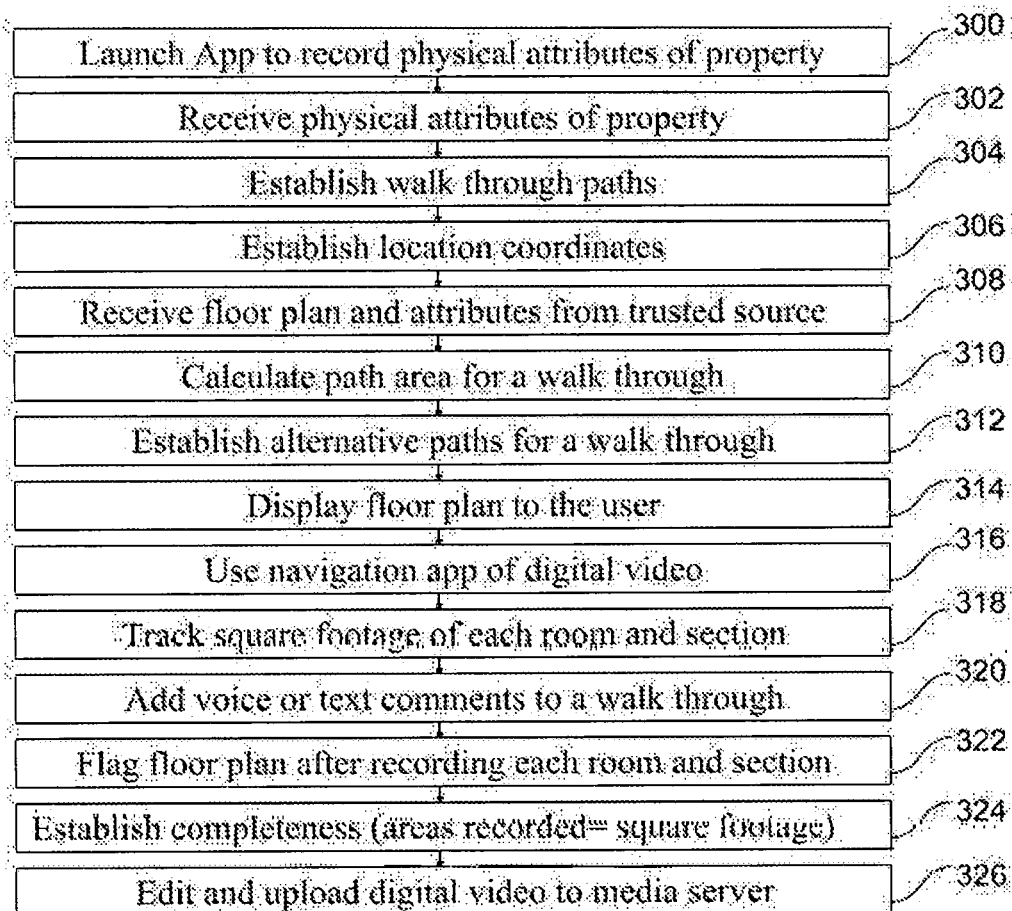 300
Launch App to record physical attributes of property
302
Receive physical attributes of property
304
Establish walk through paths
306
Establish location coordinates
308
Receive floor plan and attributes from trusted source
310
Calculate path area for a walk through
312
Establish alternative paths for a walk through
314
Display floor plan to the user
316
Use navigation app of digital video
318
Track square footage of each room and section
320
Add voice or text comments to a walk through
322
Flag floor plan after recording each room and section
324
Establish completeness (areas recorded= square footage)
326
Edit and upload digital video to media server